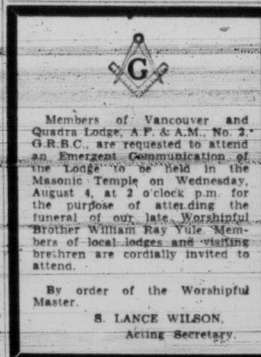 G
Members of Vancouver and
Quadra Lodge, A.F. & A.M., No. 2,
G.R.B.C., are requested to attend
an Emergent Communication of
the Lodge to be held in the
Masonic Temple on Wednesday,
August 4, at 2 o'clock p.m. for
the purpose of attending the
funeral of our late Worshipful
Brother William Ray Yule. Mem-
bers of local lodges and visiting
brethren are cordially invited to
attend.
By order of the Worshipful
Master.
S. LANCE WILSON,
Acting Secretary.